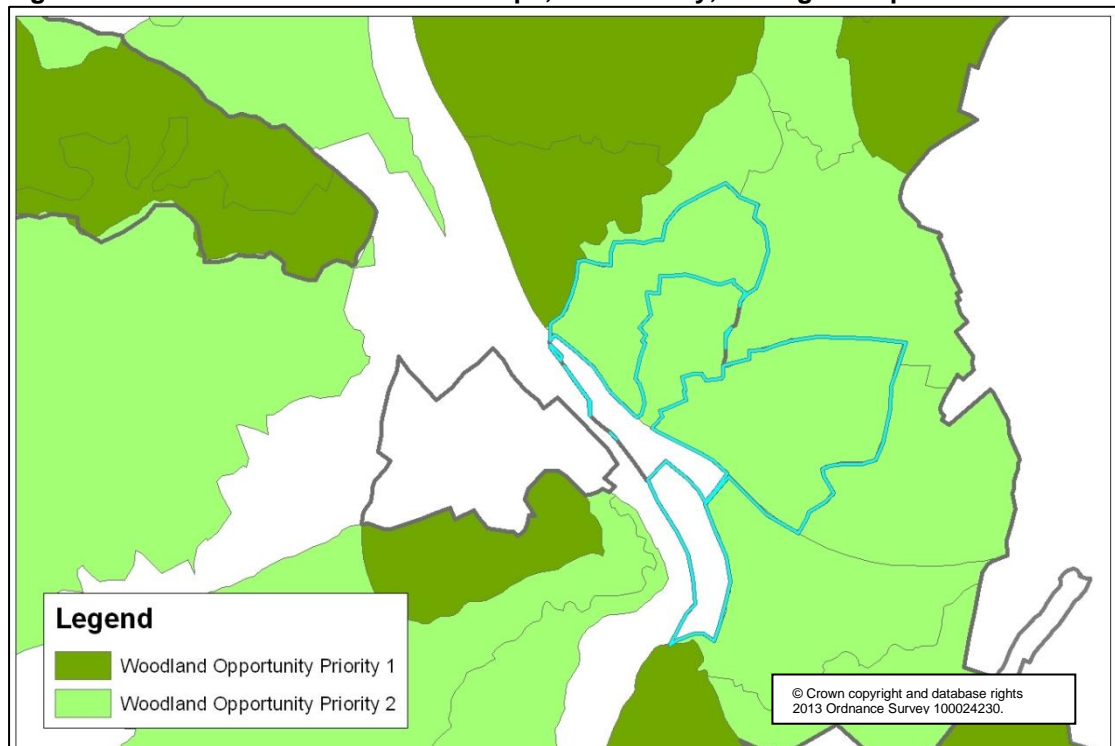 Legend
Woodland Opportunity Priority 1
Woodland Opportunity Priority 2
© Crown copyright and database rights
2013 Ordnance Survey 100024230.